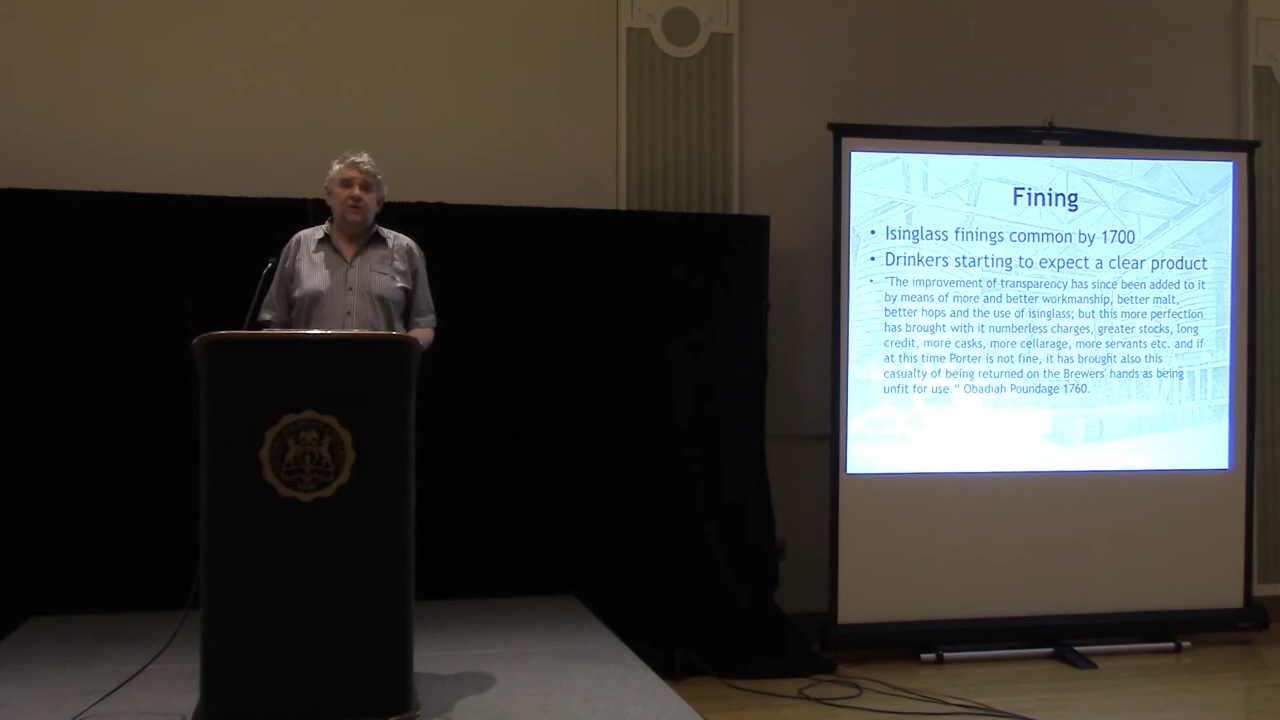 Fining
• Isinglass finings common by 1700
• Drinkers starting to expect a clear product
• "The improvement of transparency has since been added to it
by means of more and better workmanship, better malt,
better hops and the use of isinglass; but this more perfection
has brought with it numberless charges, greater stocks, long
credit, more casks, more cellarage, more servants etc. and if
at this time Porter is not fine, it has brought also this
casualty of being returned on the Brewers' hands as being
unfit for use." Obadiah Poundage 1760.